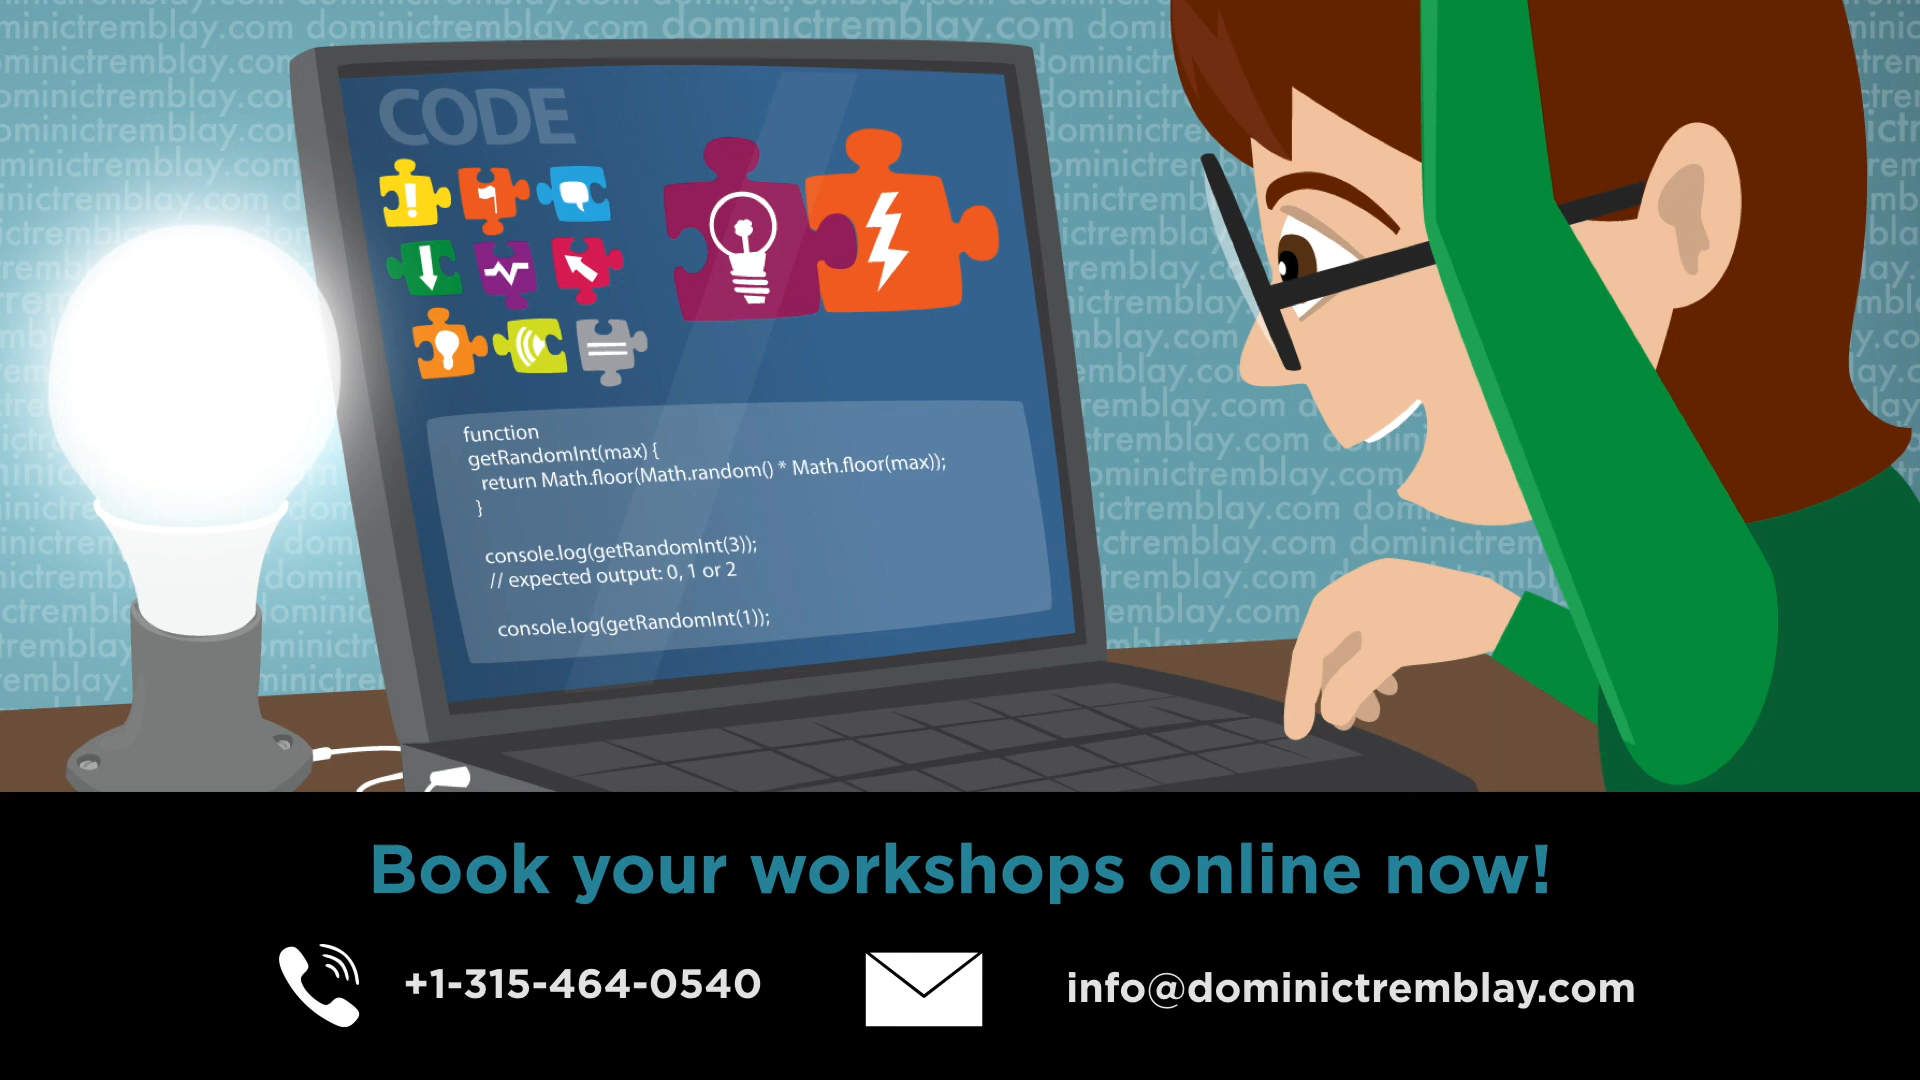 CODE
function
getRandomInt(max) {
return Math.floor(Math.random() * Math.floor(max));
}
console.log(getRandomInt(3));
// expected output: 0, 1 or 2
console.log(getRandomInt(1));
dominictremblay.com
Book your workshops online now!
+1-315-464-0540
info@dominictremblay.com